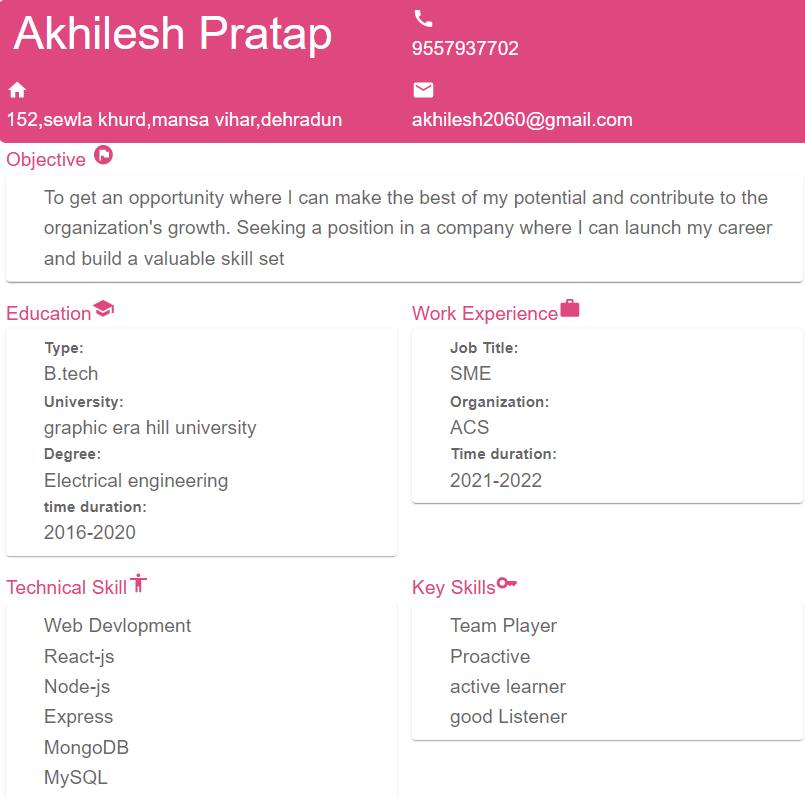 Akhilesh Pratap
9557937702
152,sewla khurd,mansa vihar,dehradun
akhilesh2060@gmail.com
Objective
To get an opportunity where I can make the best of my potential and contribute to the
organization's growth. Seeking a position in a company where I can launch my career
and build a valuable skill set
Education
Type:
B.tech
University:
graphic era hill university
Degree:
Electrical engineering
time duration:
2016-2020
Work Experience
Job Title:
SME
Organization:
ACS
Time duration:
2021-2022
Technical Skill
Web Devlopment
React-js
Node-js
Express
MongoDB
MySQL
Key Skills
Team Player
Proactive
active learner
good Listener